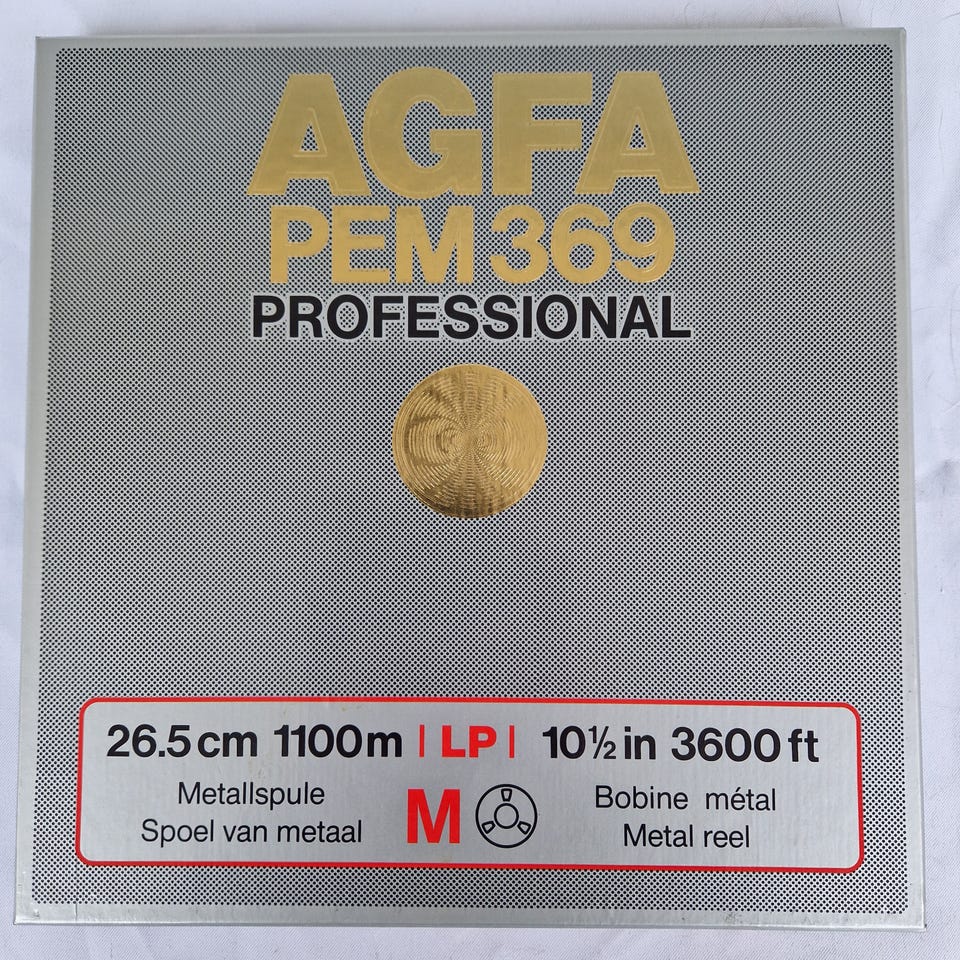 AGFA
PEM 369
PROFESSIONAL
26.5 cm 1100 m | LP | 10½ in 3600 ft
Metallspule
Spoel van metaal
M
Bobine métal
Metal reel